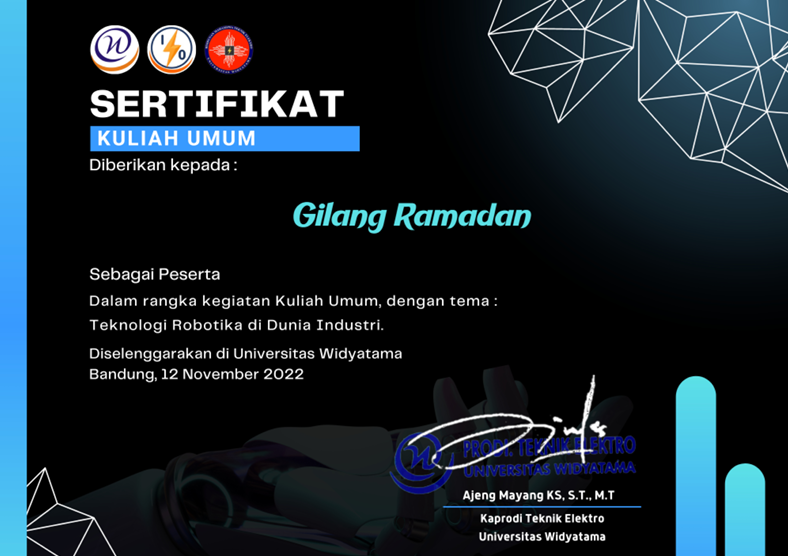 SERTIFIKAT
KULIAH UMUM
Diberikan kepada :
Gilang Ramadan
Sebagai Peserta
Dalam rangka kegiatan Kuliah Umum, dengan tema :
Teknologi Robotika di Dunia Industri.
Diselenggarakan di Universitas Widyatama
Bandung, 12 November 2022
PRODI. TEKNIK ELEKTRO
UNIVERSITAS WIDYATAMA
Ajeng Mayang KS, S.T., M.T
Kaprodi Teknik Elektro
Universitas Widyatama